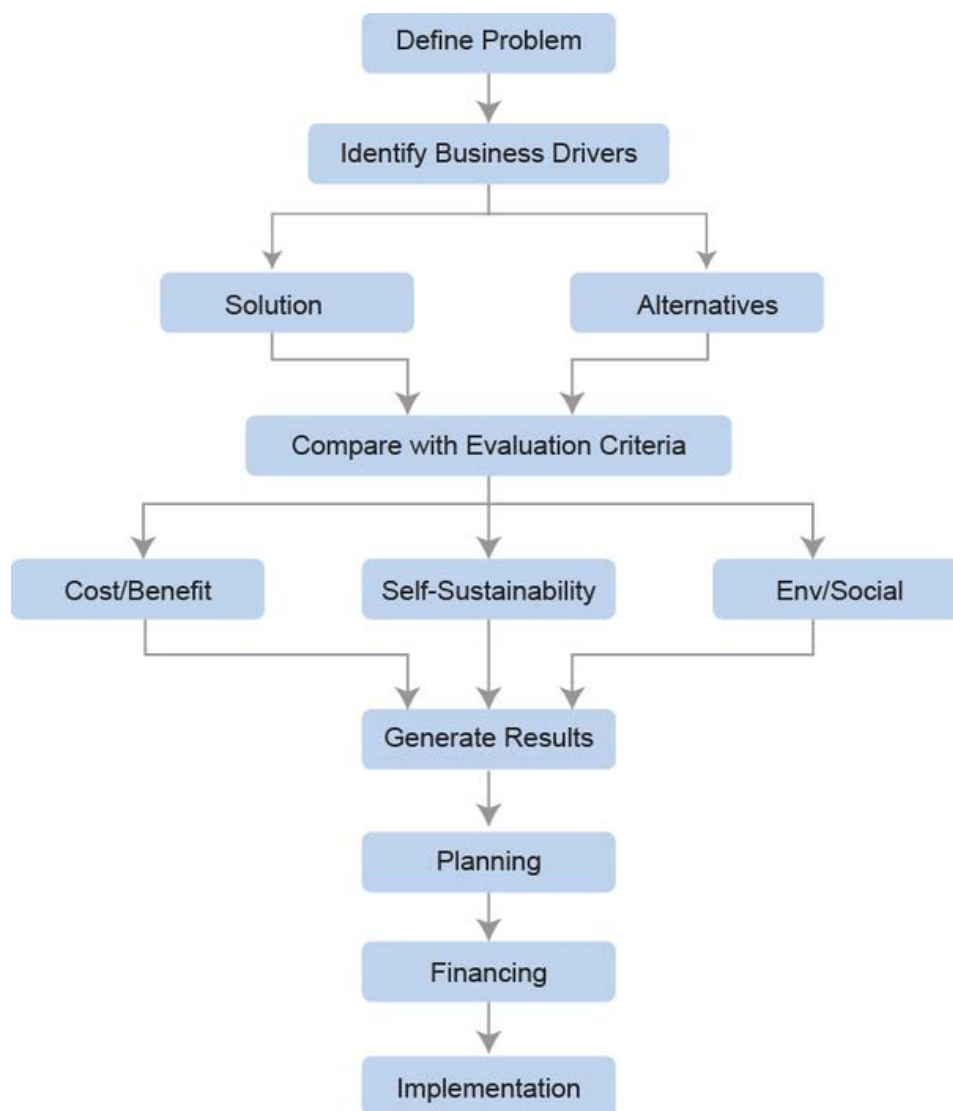 Define Problem
Identify Business Drivers
Solution
Alternatives
Compare with Evaluation Criteria
Cost/Benefit
Self-Sustainability
Env/Social
Generate Results
Planning
Financing
Implementation